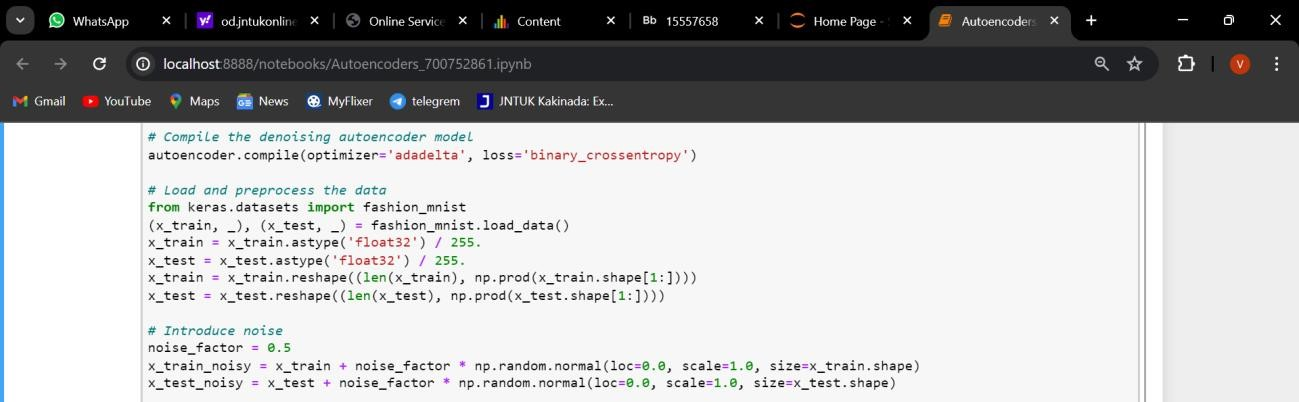 WhatsApp
od.jntukonline
Online Service
Content
Bb 15557658
Home Page -
Autoencoders
localhost:8888/notebooks/Autoencoders_700752861.ipynb
V
Gmail
YouTube
Maps
GE News
MyFlixer
telegrem
J JNTUK Kakinada: Ex...
# Compile the denoising autoencoder model
autoencoder.compile(optimizer='adadelta', loss='binary_crossentropy')
# Load and preprocess the data
from keras.datasets import fashion_mnist
(x_train, _), (x_test, _) = fashion_mnist.load_data()
x_train = x_train.astype('float32') / 255.
x_test = x_test.astype('float32') / 255.
x_train = x_train.reshape((len(x_train), np.prod(x_train.shape[1:])))
x_test = x_test.reshape((len(x_test), np.prod(x_test.shape[1:])))
# Introduce noise
noise_factor = 0.5
x_train_noisy = x_train + noise_factor * np.random.normal(loc=0.0, scale=1.0, size=x_train.shape)
x_test_noisy = x_test + noise_factor * np.random.normal(loc=0.0, scale=1.0, size=x_test.shape)